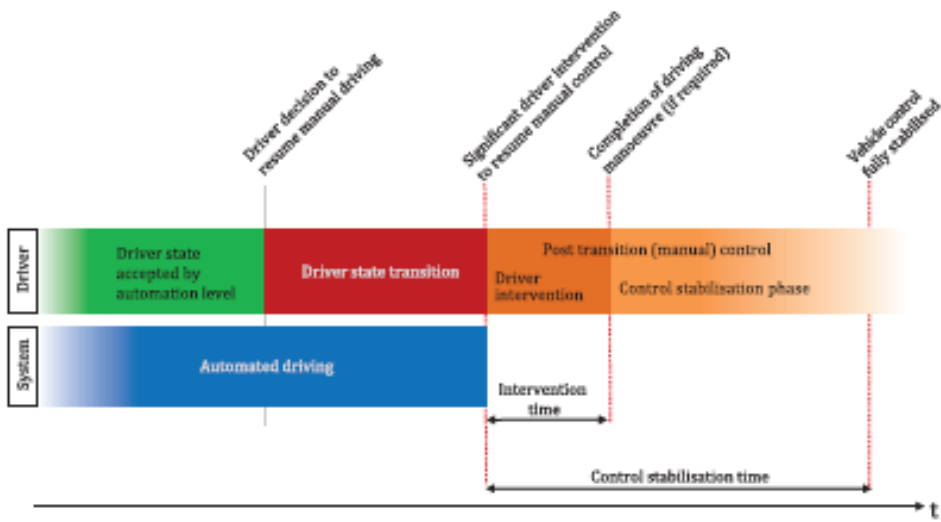 Driver decision to
resume manual driving
Significant driver intervention
to resume manual control
Completion of driving
manoeuvre (if required)
Vehicle control
fully stabilised
Driver
Driver state
accepted by
automation level
Driver state transition
Post transition (manual) control
Driver
intervention
Control stabilisation phase
System
Automated driving
Intervention
time
Control stabilisation time
t